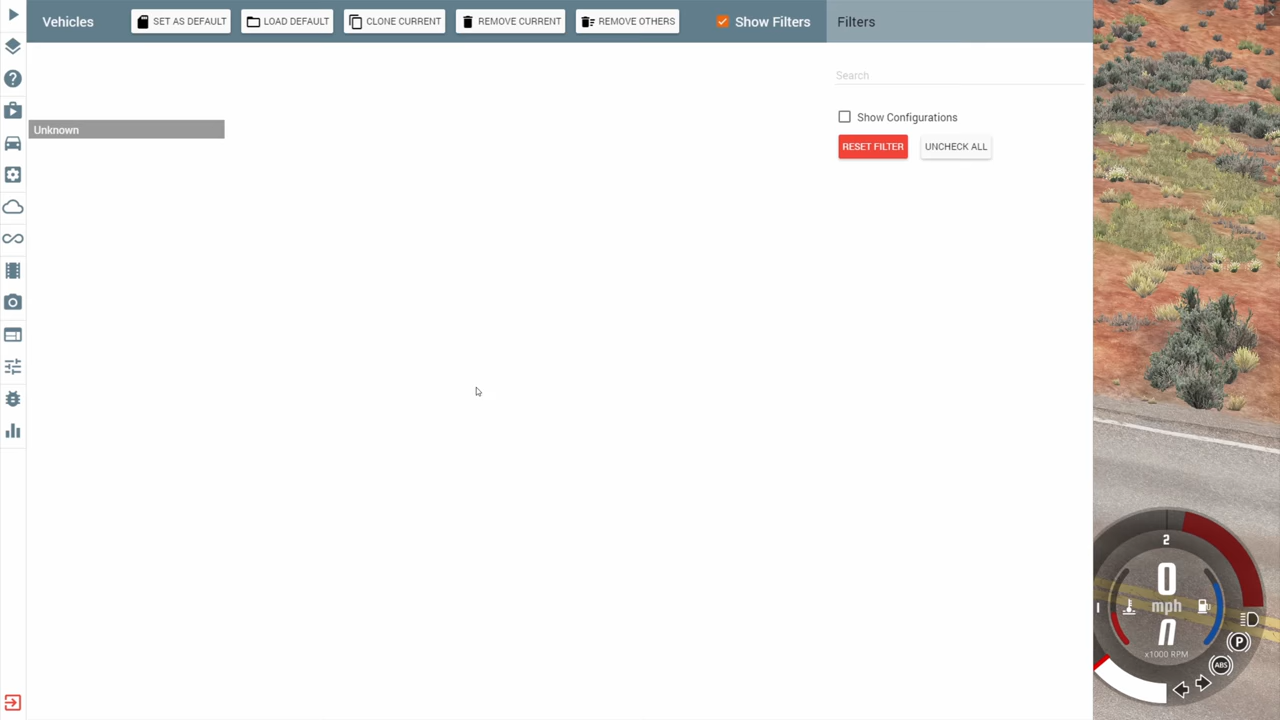 Vehicles
SET AS DEFAULT
LOAD DEFAULT
CLONE CURRENT
REMOVE CURRENT
REMOVE OTHERS
Show Filters
Filters
Search
Unknown
Show Configurations
RESET FILTER
UNCHECK ALL
2
0
mph
n
x1000 RPM
P
ABS